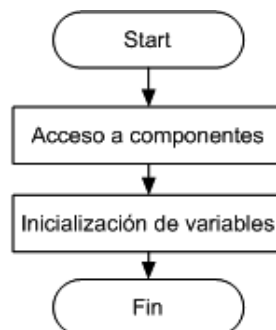 Start
Acceso a componentes
Inicialización de variables
Fin